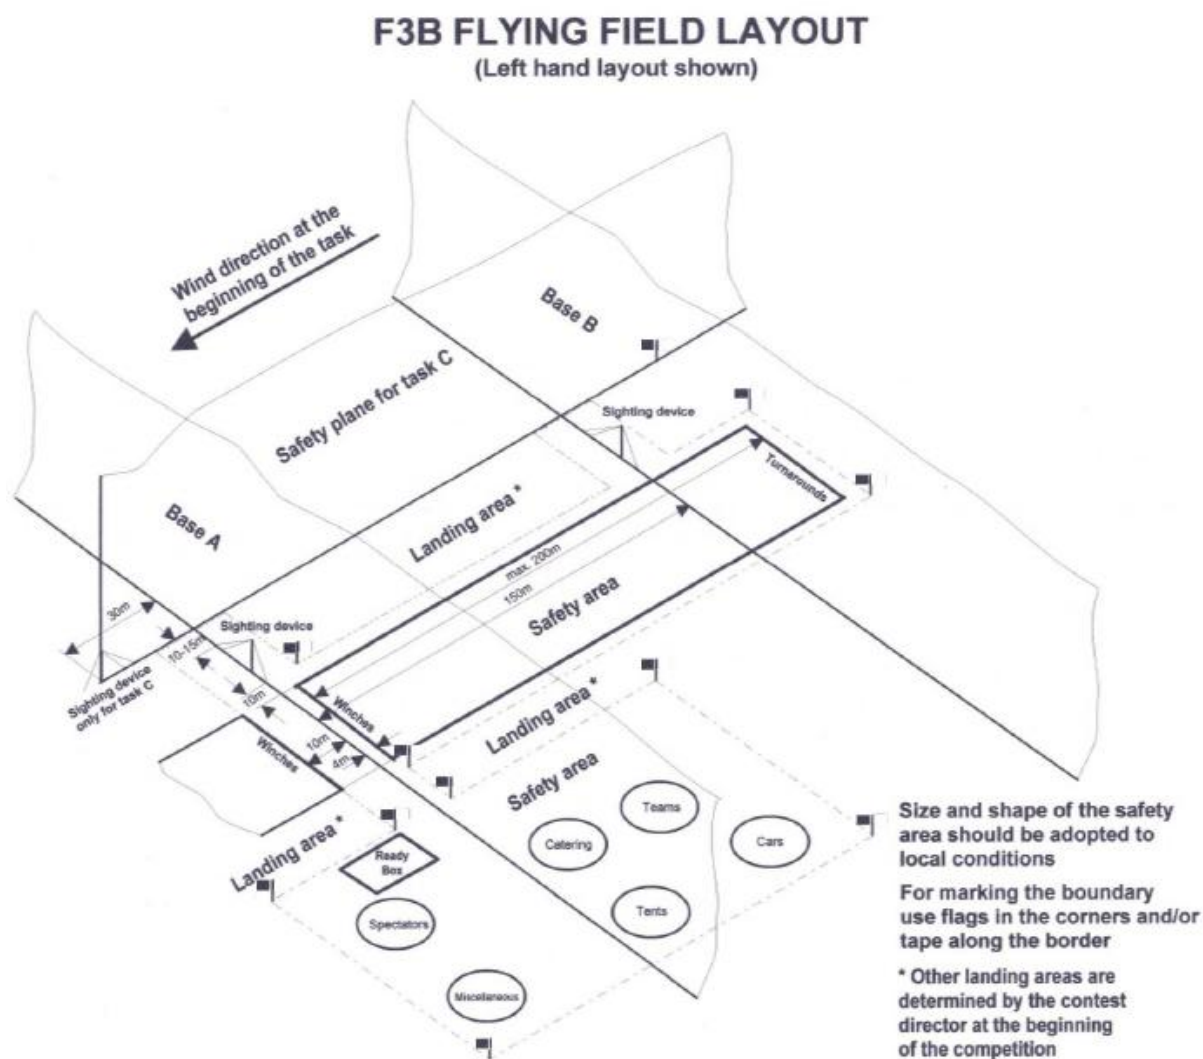 F3B FLYING FIELD LAYOUT
(Left hand layout shown)
Wind direction at the
beginning of the task
Base B
Safety plane for task C
Sighting device
Turnarounds
Base A
Landing area *
max. 200m
150m
Safety area
30m
10-15m
Sighting device
Sighting device
only for task C
10m
Winches
Winches
10m
4m
Landing area *
Safety area
Landing area *
Ready
Box
Teams
Catering
Cars
Tents
Spectators
Miscellaneous
Size and shape of the safety
area should be adopted to
local conditions
For marking the boundary
use flags in the corners and/or
tape along the border
* Other landing areas are
determined by the contest
director at the beginning
of the competition